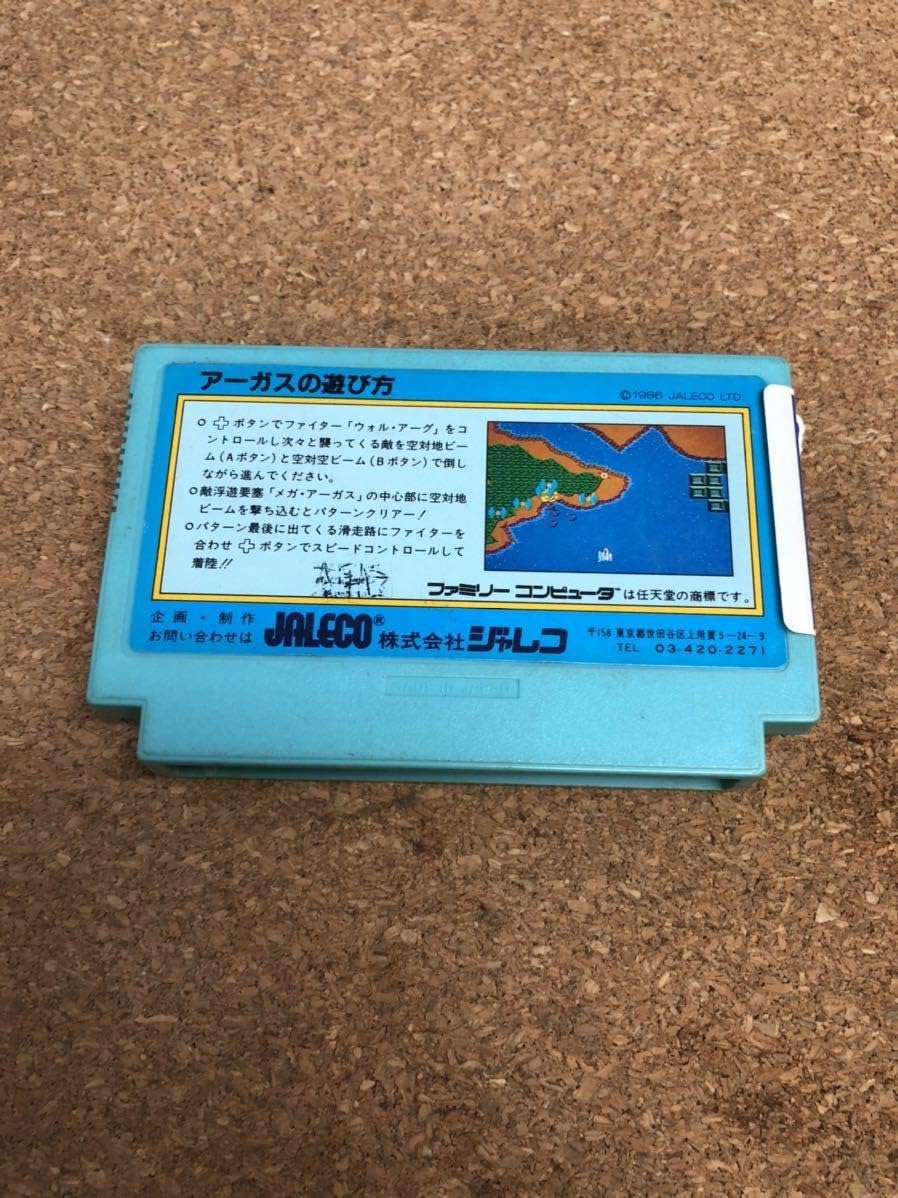 アーガスの遊び方
©1986 JALECO LTD.
○✚ボタンでファイター「ウォル・アーグ」をコ
ントロールし次々と襲ってくる敵を空対地ビー
ム(Aボタン)と空対空ビーム(Bボタン)で倒し
ながら進んでください。
○敵浮遊要塞「メガ・アーガス」の中心部に空対地
ビームを撃ち込むとパターンクリアー!
○パターン最後に出てくる滑走路にファイターを
合わせ✚ボタンでスピードコントロールして
着陸!!
ファミリー コンピュータ™は任天堂の商標です。
企画・制作
お問い合わせは
JALECO® 株式会社 ジャレコ
〒158 東京都世田谷区上用賀5-24-9
TEL 03-420-2271
MADE IN JAPAN